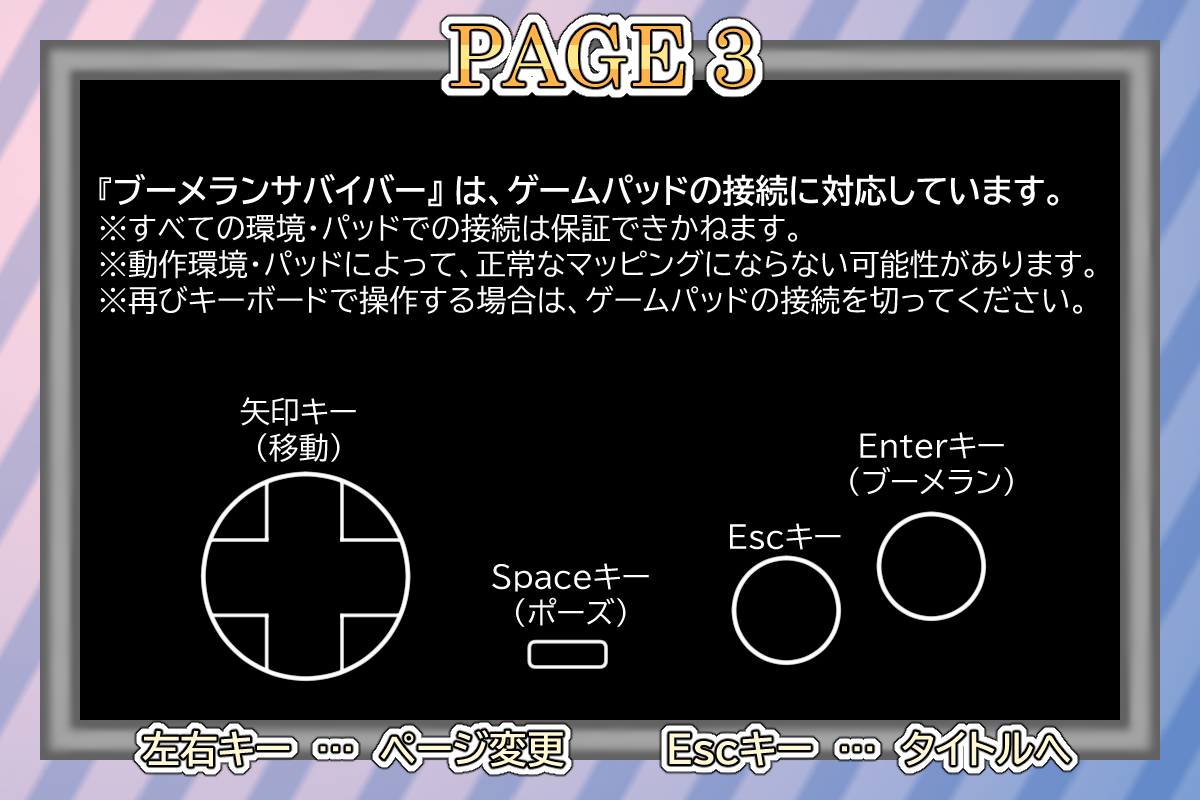 PAGE 3
『ブーメランサバイバー』は、ゲームパッドの接続に対応しています。
※すべての環境・パッドでの接続は保証できかねます。
※動作環境・パッドによって、正常なマッピングにならない可能性があります。
※再びキーボードで操作する場合は、ゲームパッドの接続を切ってください。
矢印キー
（移動）
Spaceキー
（ポーズ）
Escキー
Enterキー
（ブーメラン）
左右キー … ページ変更
Escキー … タイトルへ